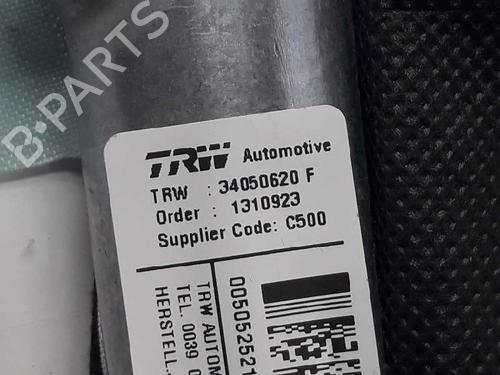 B-PARTS
TRW Automotive
TRW : 34050620 F
Order : 1310923
Supplier Code: C500
TRW AUTOM
TEL. 0039 0
HERSTELL
D0505252